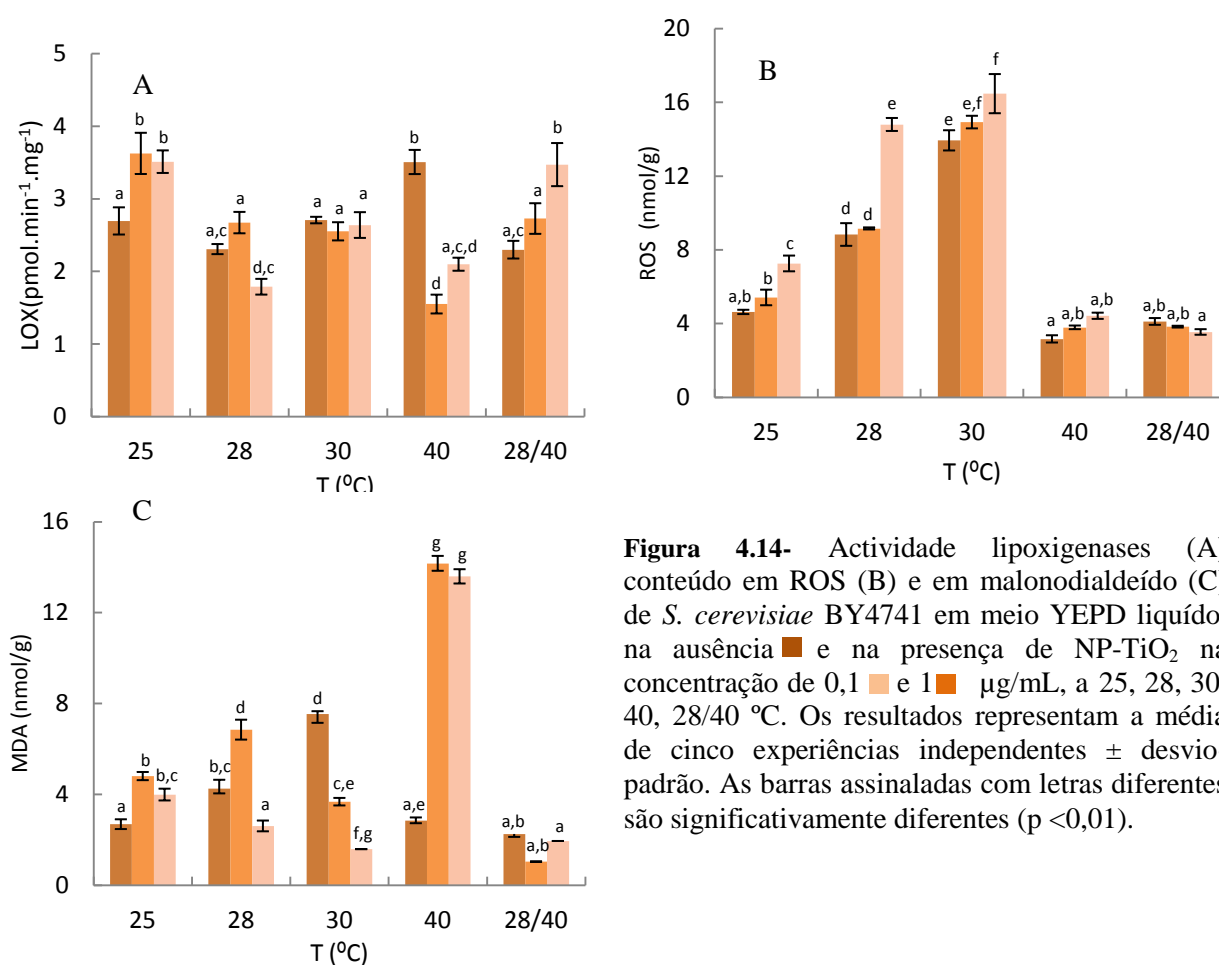 A
LOX(pmol.min⁻¹.mg⁻¹)
5
4
3
2
1
0
a b b
a,c a d,c
a a a
b d a,c,d
a,c a b
25 28 30 40 28/40
T (⁰C)
B
ROS (nmol/g)
20
16
12
8
4
0
a,b b c
d d e
e e,f f
a a,b a,b
a,b a,b a
25 28 30 40 28/40
T (⁰C)
C
MDA (nmol/g)
16
12
8
4
0
a b b,c
b,c d a
d c,e f,g
a,e g g
a,b a,b a
25 28 30 40 28/40
T (⁰C)
Figura 4.14- Actividade lipoxigenases (A)
conteúdo em ROS (B) e em malonodialdeído (C)
de S. cerevisiae BY4741 em meio YEPD liquído
na ausência e na presença de NP-TiO₂ na
concentração de 0,1 e 1 µg/mL, a 25, 28, 30
40, 28/40 ºC. Os resultados representam a média
de cinco experiências independentes ± desvio
padrão. As barras assinaladas com letras diferentes
são significativamente diferentes (p <0,01).